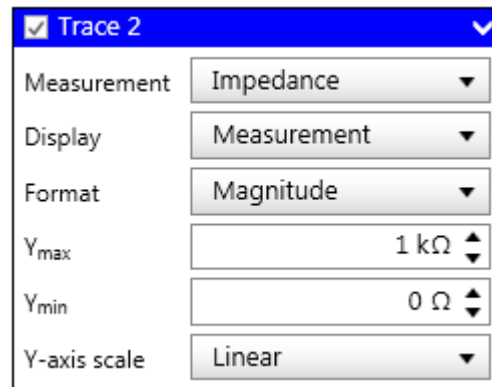 Trace 2
Measurement Impedance
Display Measurement
Format Magnitude
Ymax 1 kΩ
Ymin 0 Ω
Y-axis scale Linear